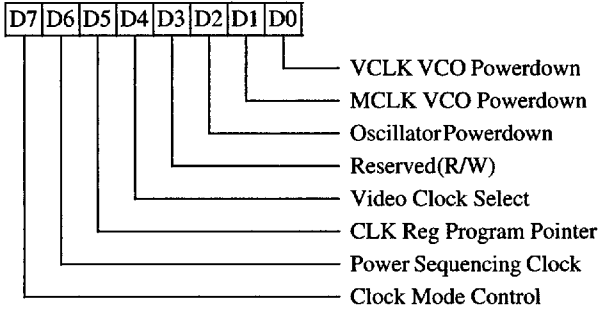 D7 D6 D5 D4 D3 D2 D1 D0
VCLK VCO Powerdown
MCLK VCO Powerdown
OscillatorPowerdown
Reserved(R/W)
Video Clock Select
CLK Reg Program Pointer
Power Sequencing Clock
Clock Mode Control